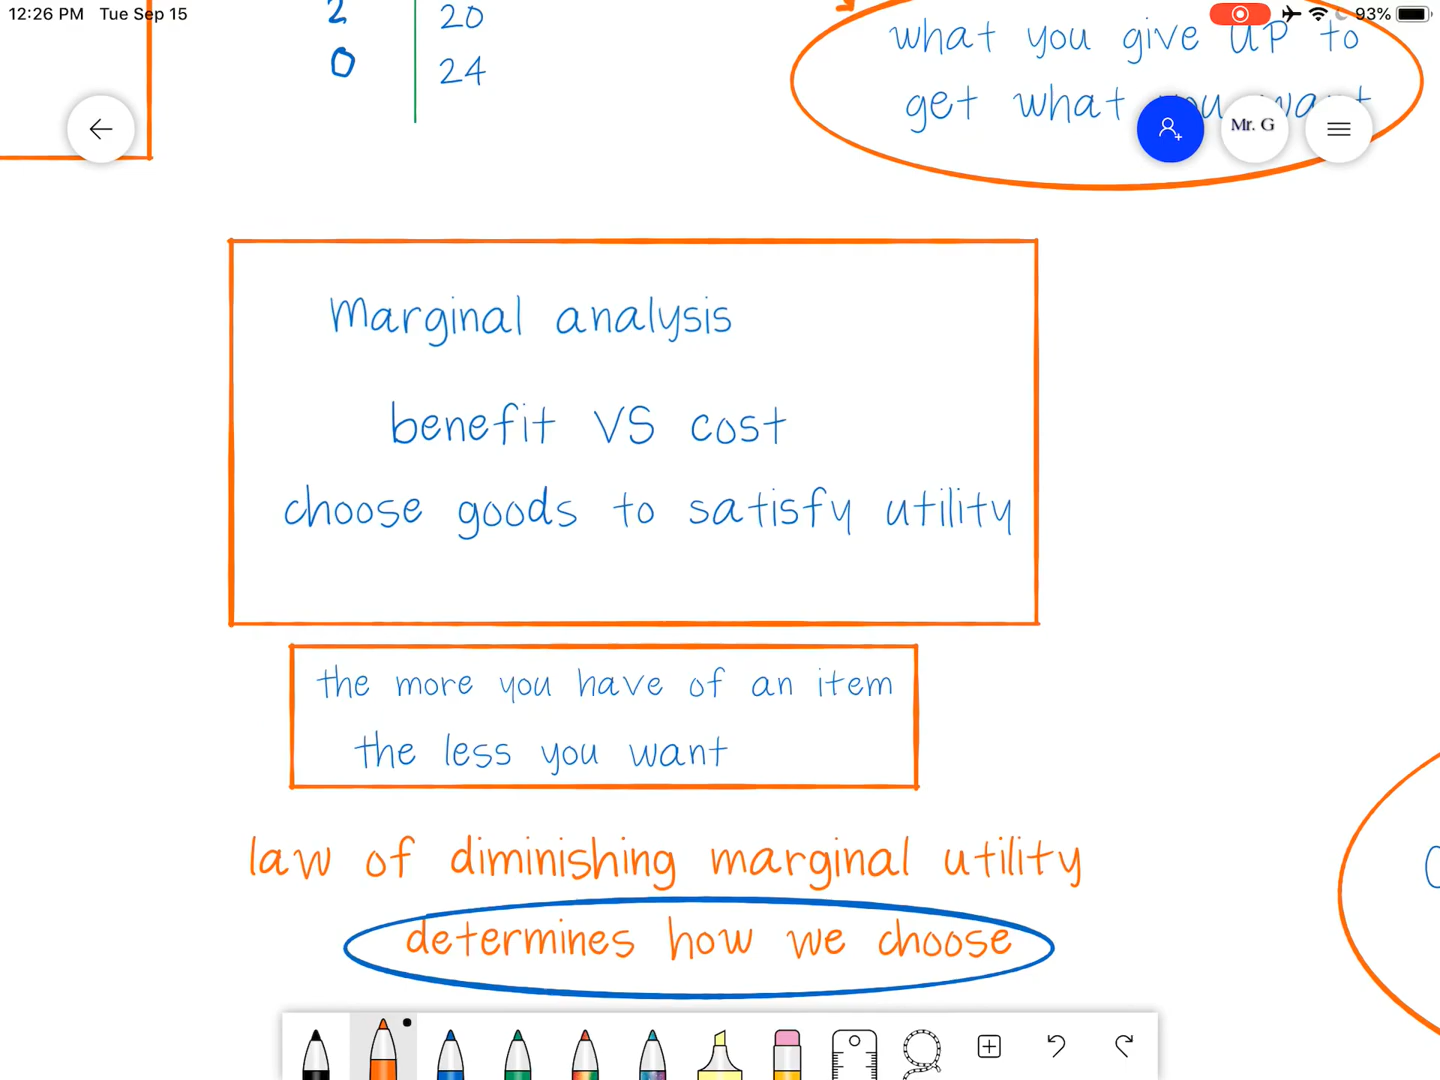 12:26 PM Tue Sep 15
93%
2 20
0 24
what you give up to
get what you want
Mr. G
Marginal analysis
benefit vs cost
choose goods to satisfy utility
the more you have of an item
the less you want
law of diminishing marginal utility
determines how we choose